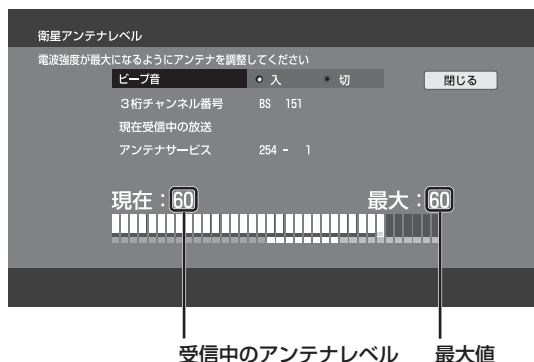 衛星アンテナレベル
電波強度が最大になるようにアンテナを調整してください
ビープ音 入 切 閉じる
3桁チャンネル番号 BS 151
現在受信中の放送
アンテナサービス 254 - 1
現在：60 最大：60
受信中のアンテナレベル 最大値